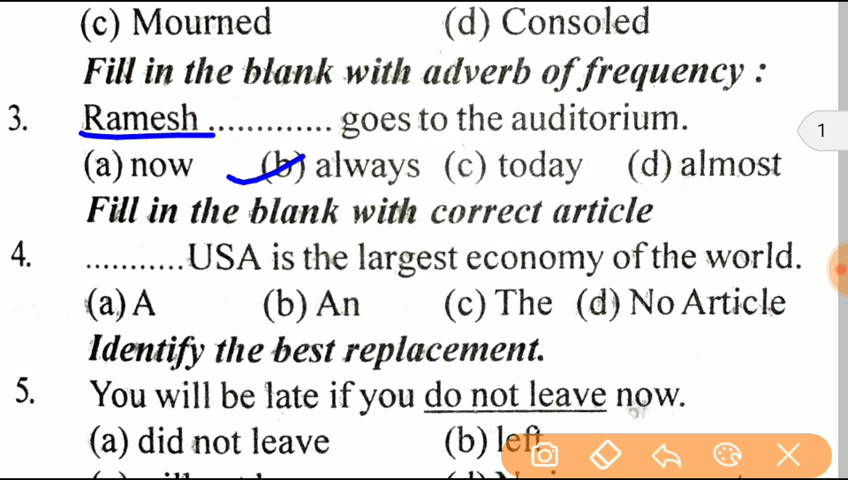 (c) Mourned (d) Consoled
Fill in the blank with adverb of frequency :
3. Ramesh ............. goes to the auditorium.
(a) now (b) always (c) today (d) almost
1
Fill in the blank with correct article
4. ...........USA is the largest economy of the world.
(a) A (b) An (c) The (d) No Article
Identify the best replacement.
5. You will be late if you do not leave now.
(a) did not leave (b) left